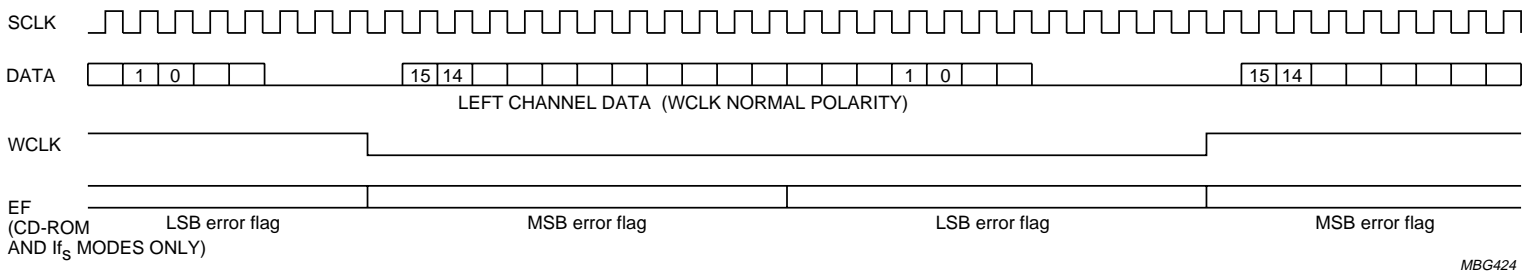 SCLK
DATA 1 0 15 14 1 0 15 14
LEFT CHANNEL DATA (WCLK NORMAL POLARITY)
WCLK
EF
(CD-ROM
AND Ifs MODES ONLY)
LSB error flag MSB error flag LSB error flag MSB error flag
MBG424